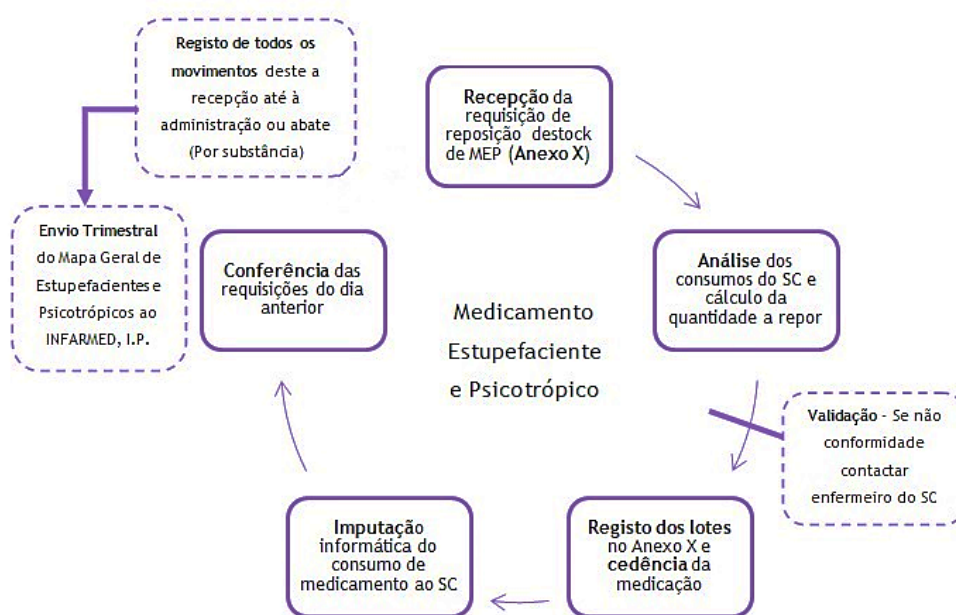 Registo de todos os
movimentos deste a
recepção até à
administração ou abate
(Por substância)
Recepção da
requisição de
reposição destock
de MEP (Anexo X)
Envio Trimestral
do Mapa Geral de
Estupefacientes e
Psicotrópicos ao
INFARMED, I.P.
Conferência das
requisições do dia
anterior
Medicamento
Estupefaciente
e Psicotrópico
Análise dos
consumos do SC e
cálculo da
quantidade a repor
Validação - Se não
conformidade
contactar
enfermeiro do SC
Imputação
informática do
consumo de
medicamento ao SC
Registo dos lotes
no Anexo X e
cedência da
medicação